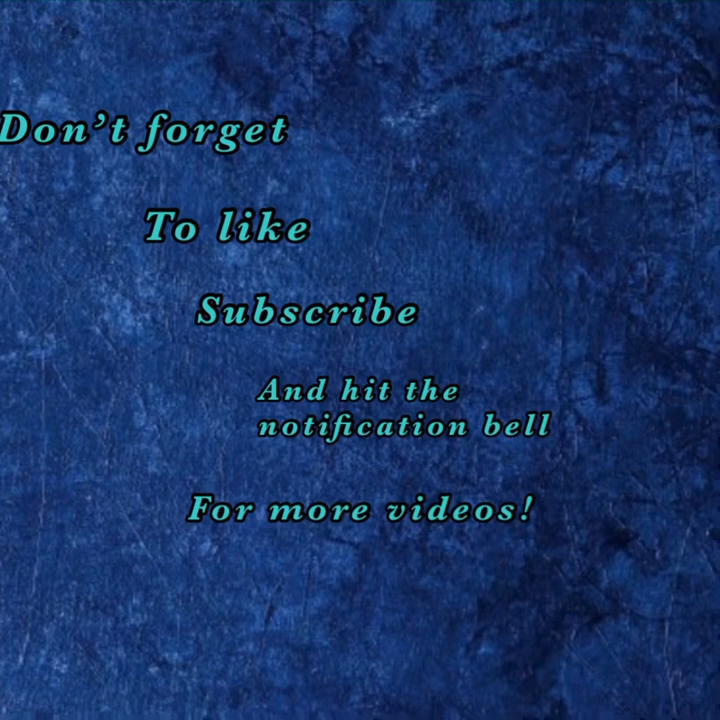 Don’t forget
To like
Subscribe
And hit the
notification bell
For more videos!